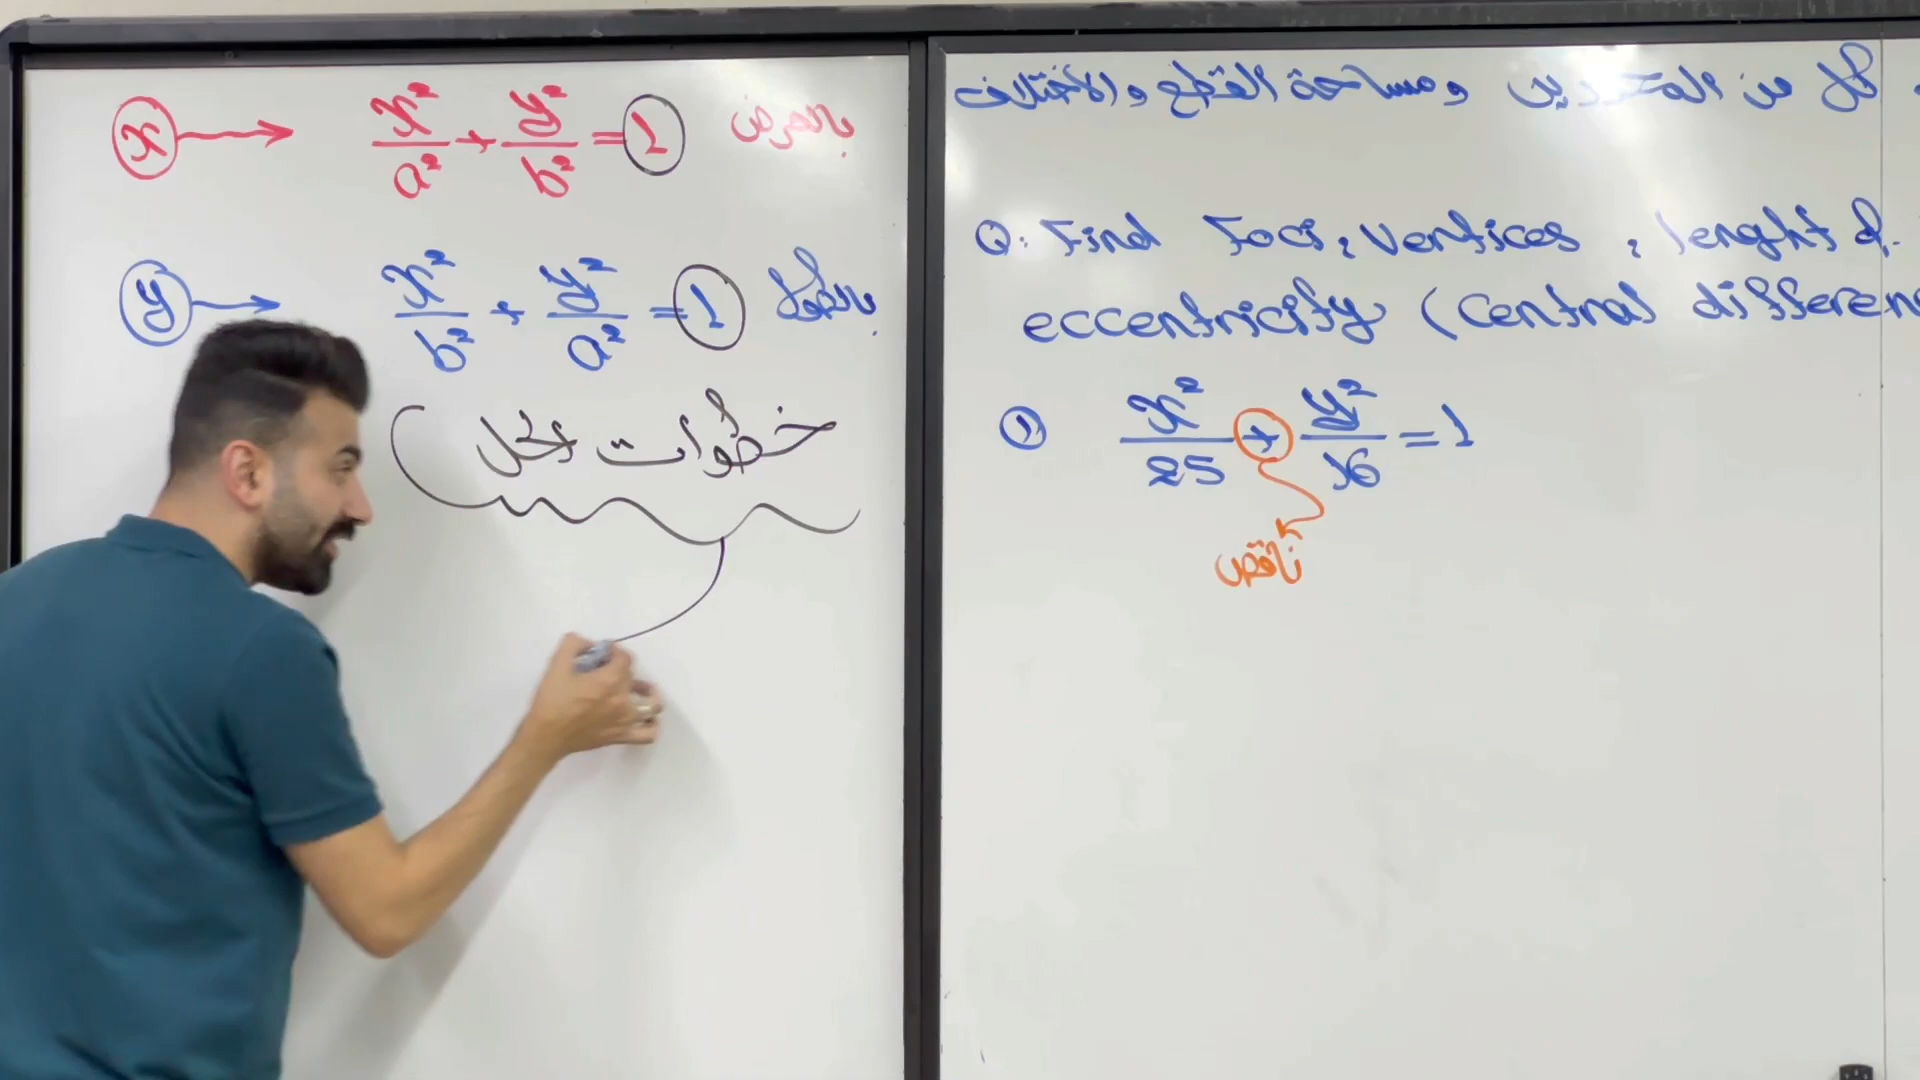 x → x²/a² + y²/b² = 1 بالعرض
y → x²/b² + y²/a² = 1 بالطول
خطوات الحل
كل من المحورين ومساحة القطع والاختلاف
Q: Find Foci, Vertices, lenght of
eccentricity (Central differen
① x²/25 + y²/16 = 1
ناقص